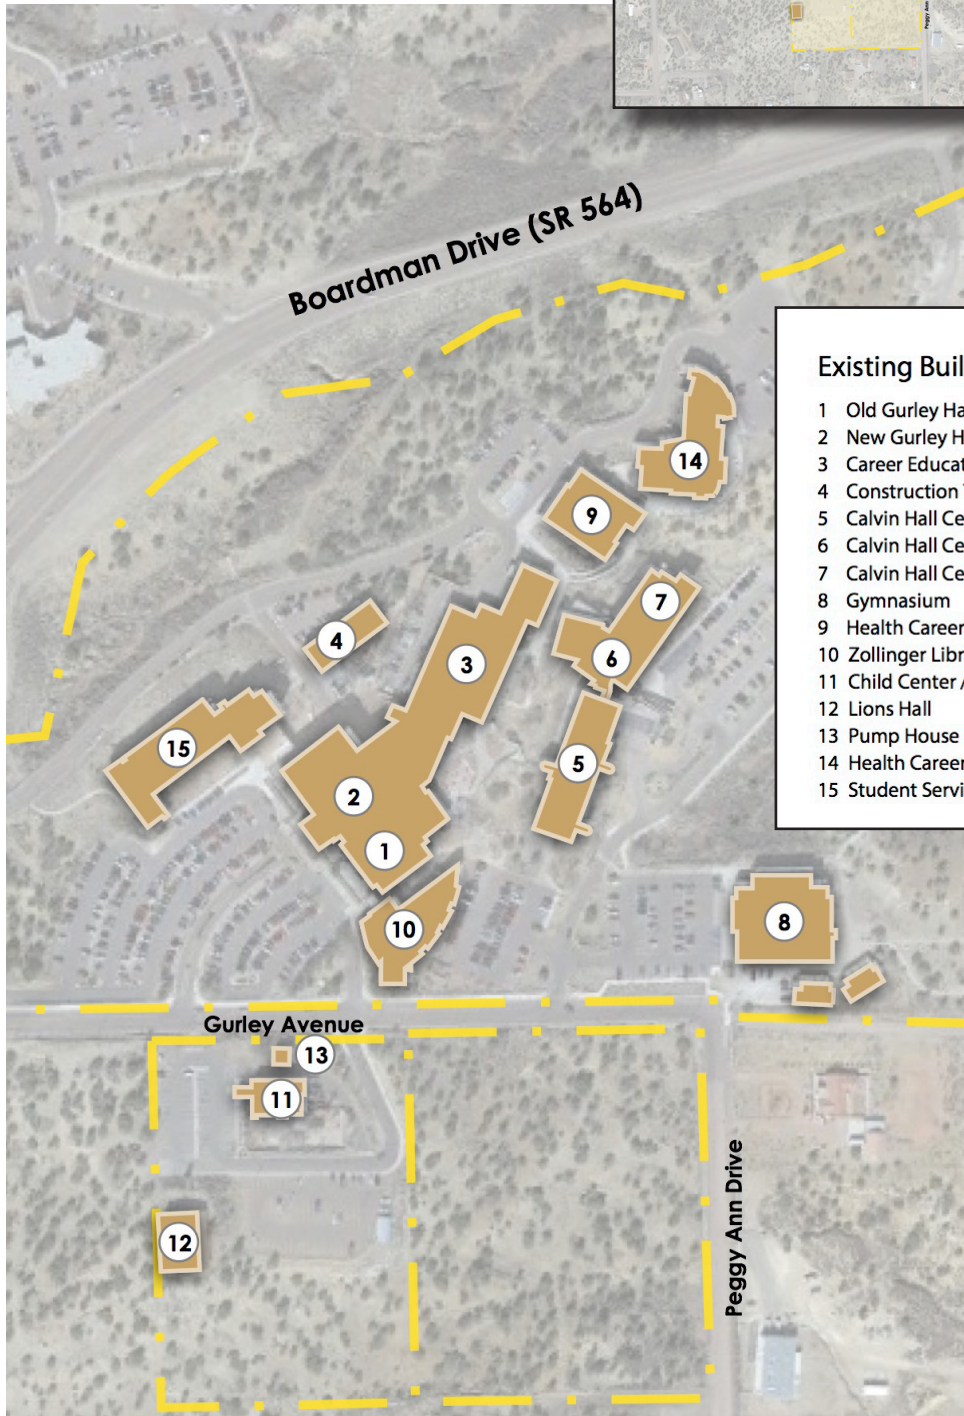 Peggy Ann
Boardman Drive (SR 564)
Existing Buil
1 Old Gurley Ha
2 New Gurley H
3 Career Educat
4 Construction
5 Calvin Hall Ce
6 Calvin Hall Ce
7 Calvin Hall Ce
8 Gymnasium
9 Health Career
10 Zollinger Libr
11 Child Center /
12 Lions Hall
13 Pump House
14 Health Career
15 Student Servi
14
9
7
4
6
3
15
5
2
1
8
10
Gurley Avenue
13
11
Peggy Ann Drive
12